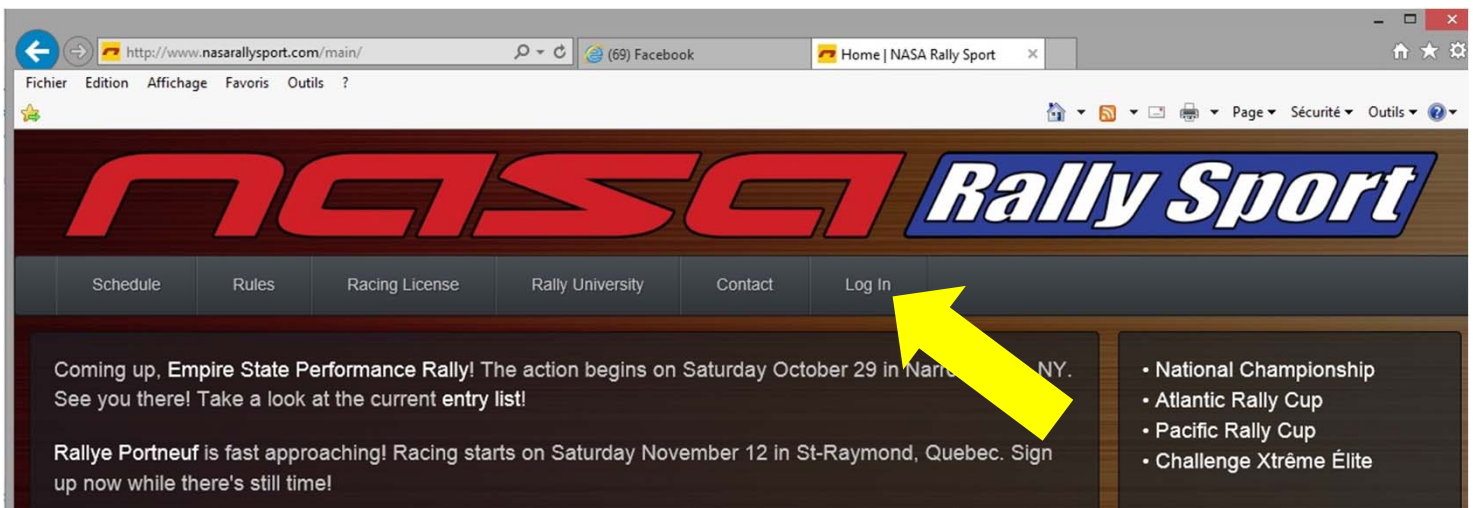 http://www.nasarallysport.com/main/
(69) Facebook
Home | NASA Rally Sport
Fichier Edition Affichage Favoris Outils ?
Page Sécurité Outils
nasa Rally Sport
Schedule Rules Racing License Rally University Contact Log In
Coming up, Empire State Performance Rally! The action begins on Saturday October 29 in NY.
See you there! Take a look at the current entry list!
Rallye Portneuf is fast approaching! Racing starts on Saturday November 12 in St-Raymond, Quebec. Sign
up now while there's still time!
• National Championship
• Atlantic Rally Cup
• Pacific Rally Cup
• Challenge Xtrême Élite